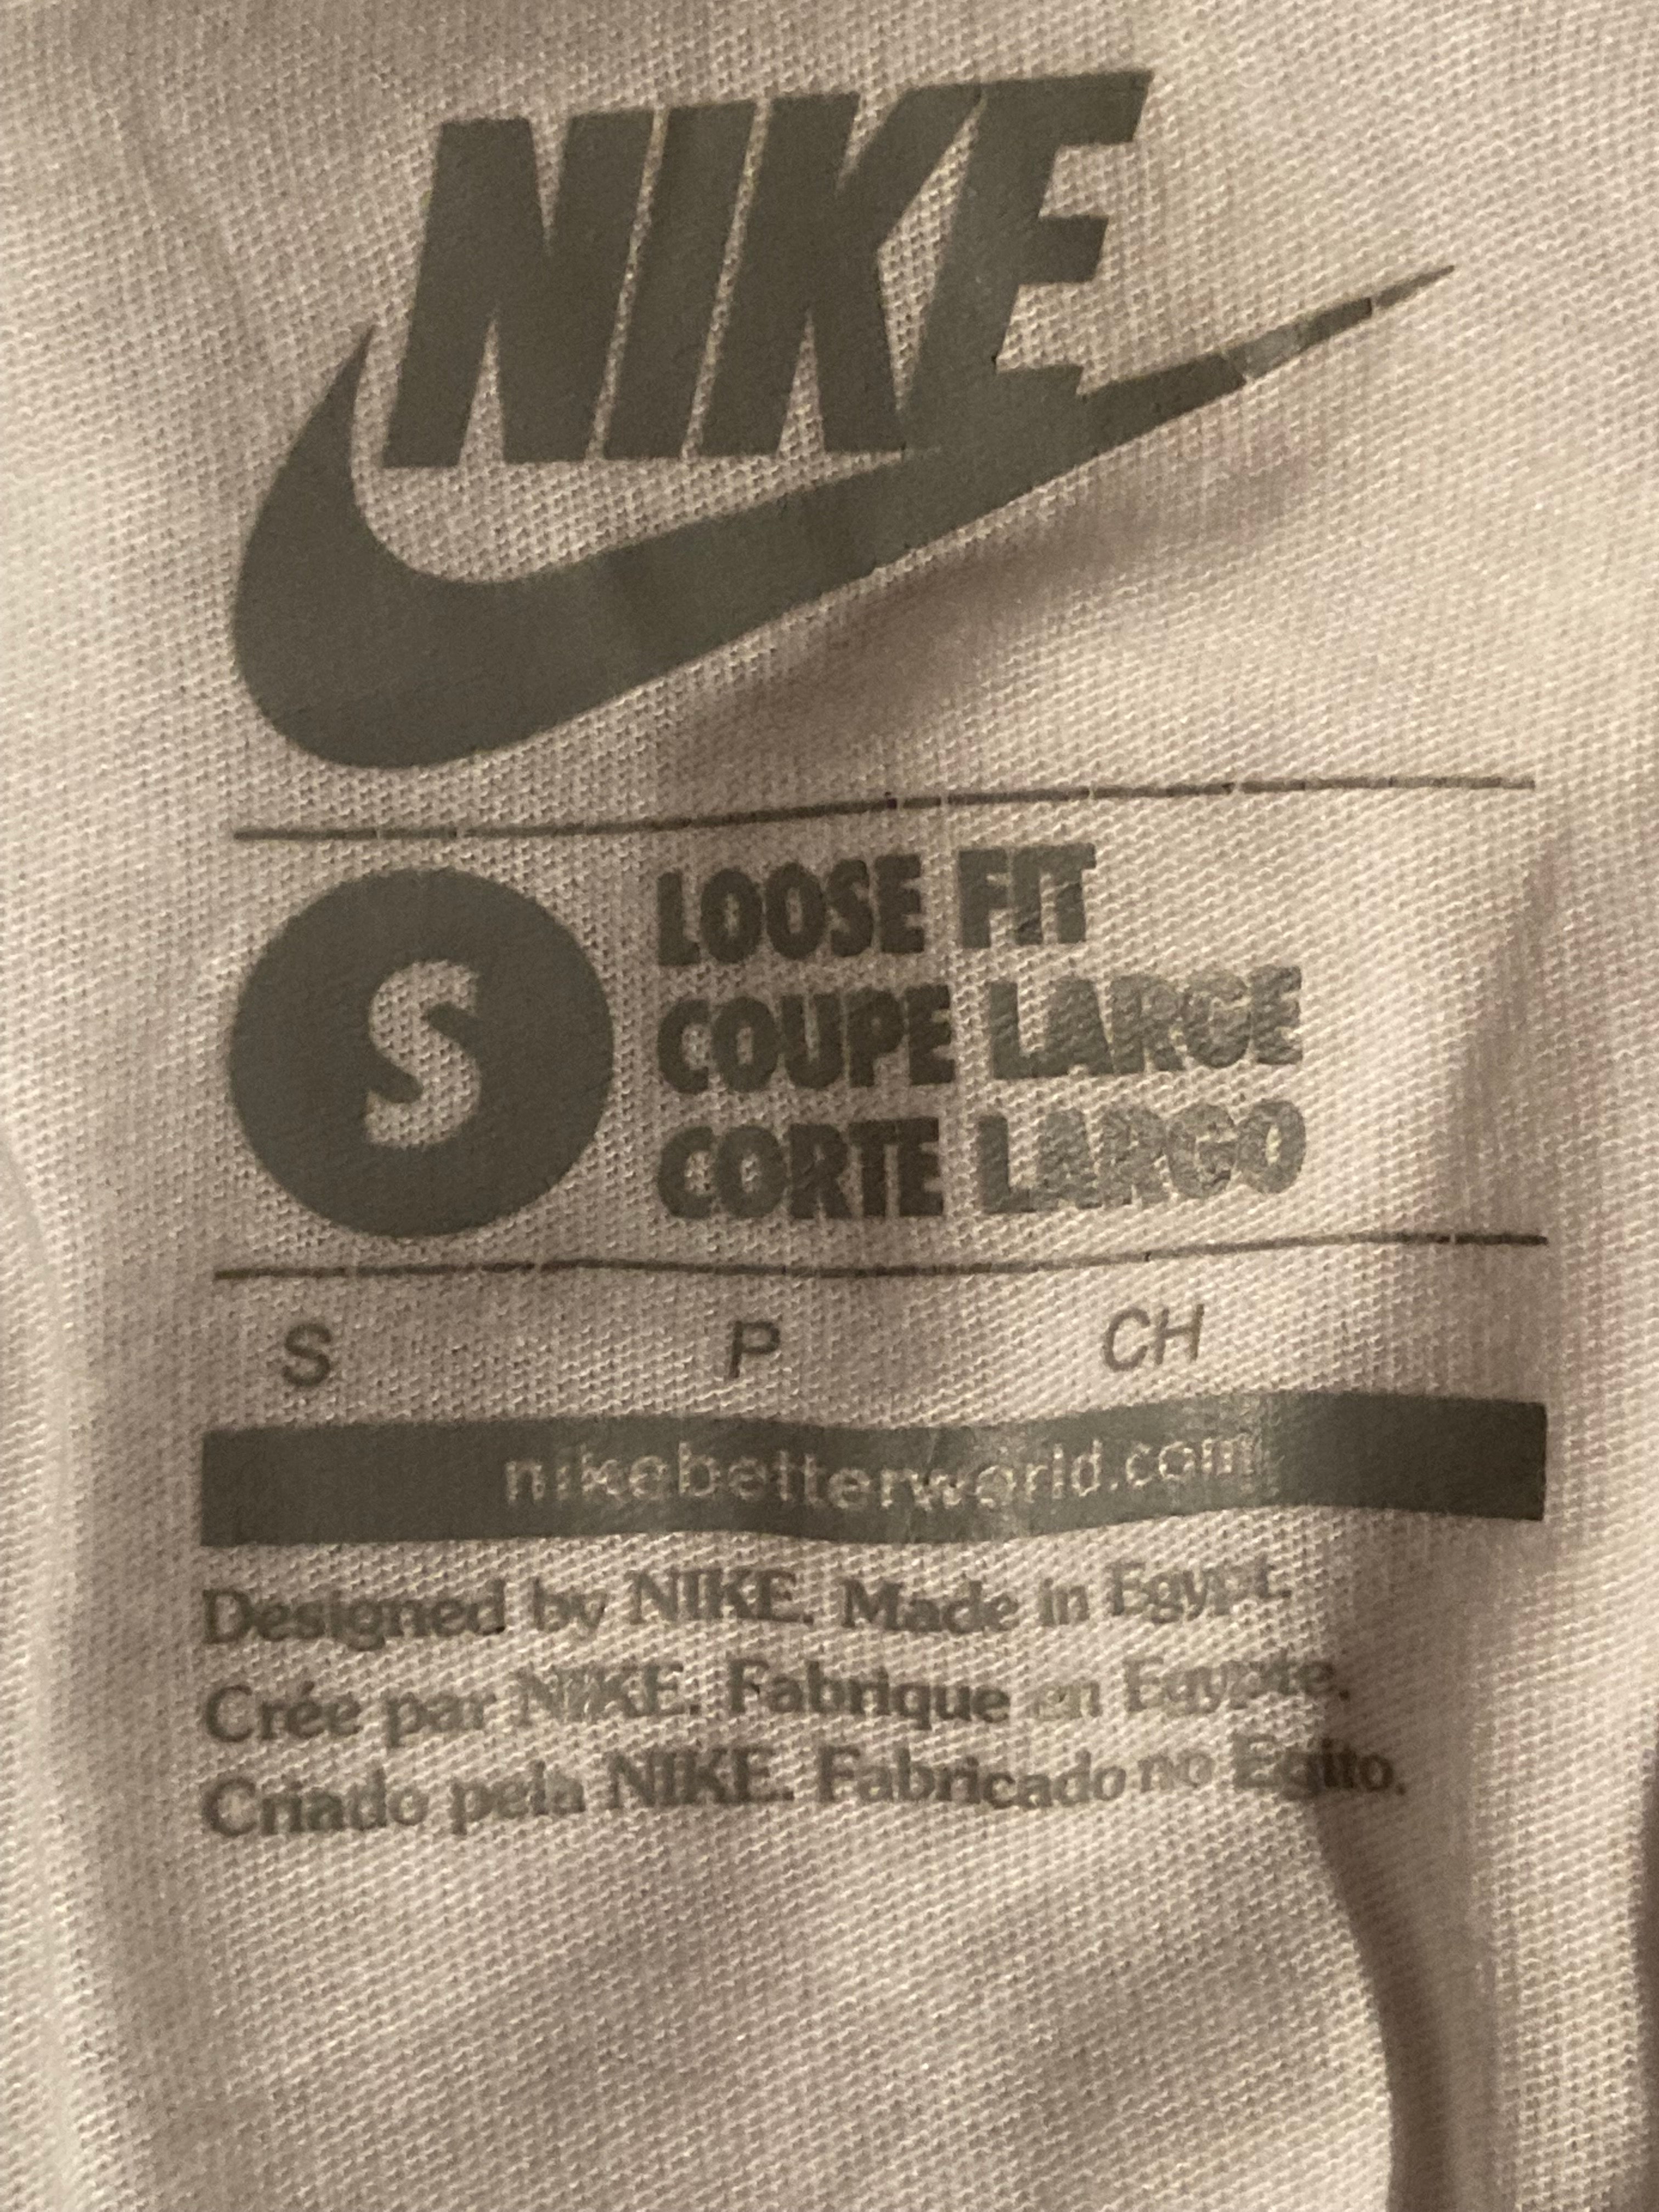 NIKE
S
LOOSE FIT
COUPE LARGE
CORTE LARGO
S P CH
nikebetterworld.com
Designed by NIKE. Made in Egypt.
Crée par NIKE. Fabrique en Egypte.
Criado pela NIKE. Fabricado no Egito.